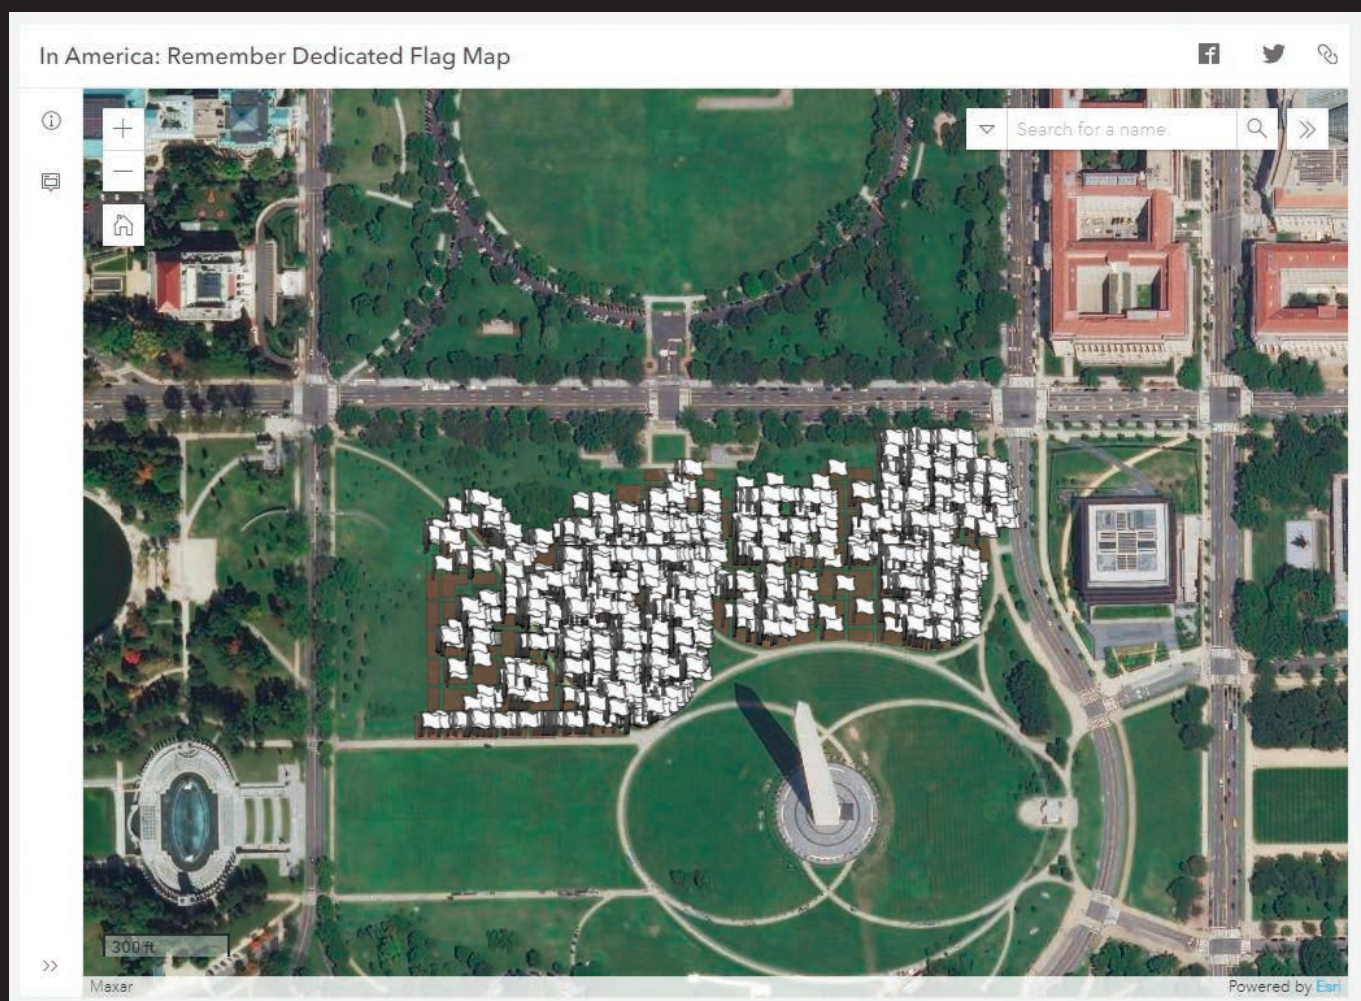 In America: Remember Dedicated Flag Map
Search for a name
300 ft
Maxar
Powered by Esri